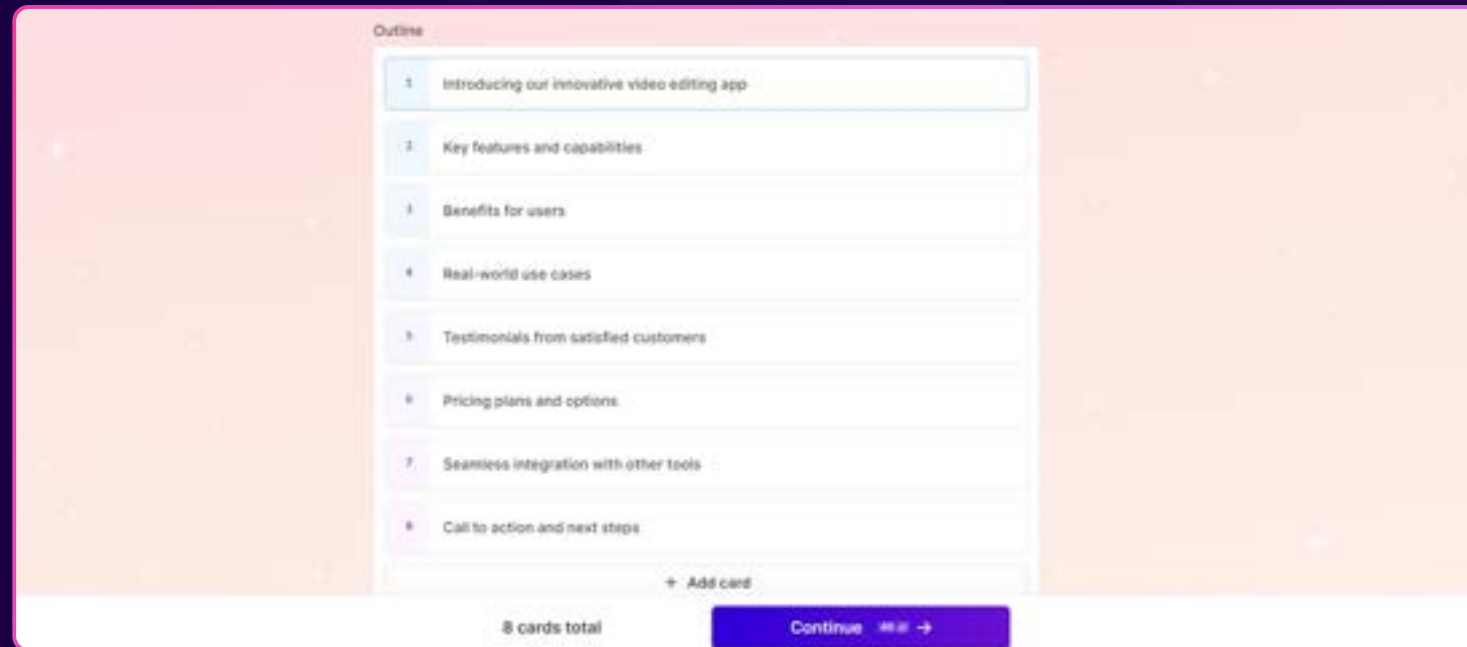 Outline
1 Introducing our innovative video editing app
2 Key features and capabilities
3 Benefits for users
4 Real-world use cases
5 Testimonials from satisfied customers
6 Pricing plans and options
7 Seamless integration with other tools
8 Call to action and next steps
+ Add card
8 cards total
Continue →